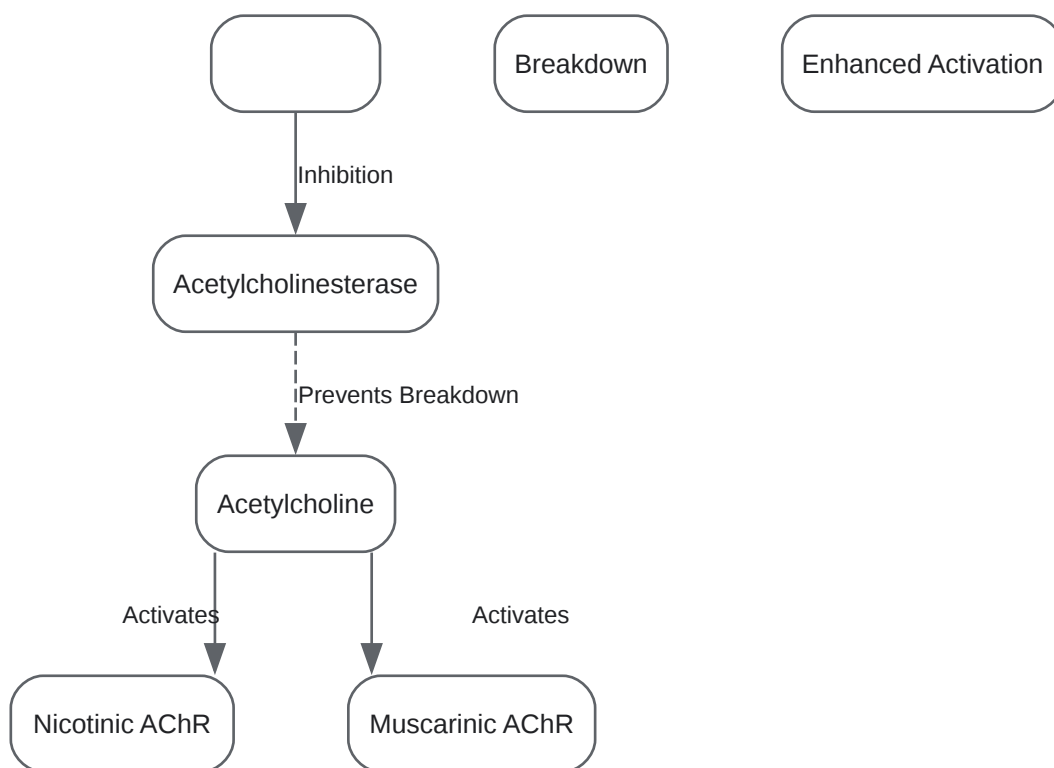 Breakdown
Enhanced Activation
Inhibition
Acetylcholinesterase
Prevents Breakdown
Acetylcholine
Activates
Activates
Nicotinic AChR
Muscarinic AChR